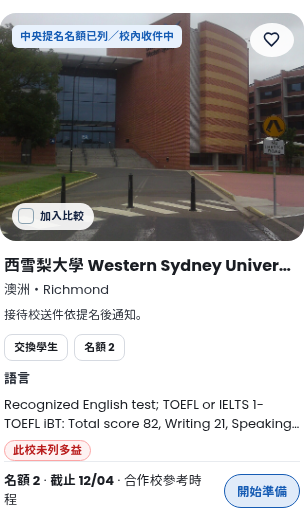 中央提名名額已列／校內收件中
加入比較
西雪梨大學 Western Sydney Univer…
澳洲・Richmond
接待校送件依提名後通知。
交換學生
名額 2
語言
Recognized English test; TOEFL or IELTS 1-
TOEFL iBT: Total score 82, Writing 21, Speaking…
此校未列多益
名額 2 · 截止 12/04 · 合作校參考時
程
開始準備